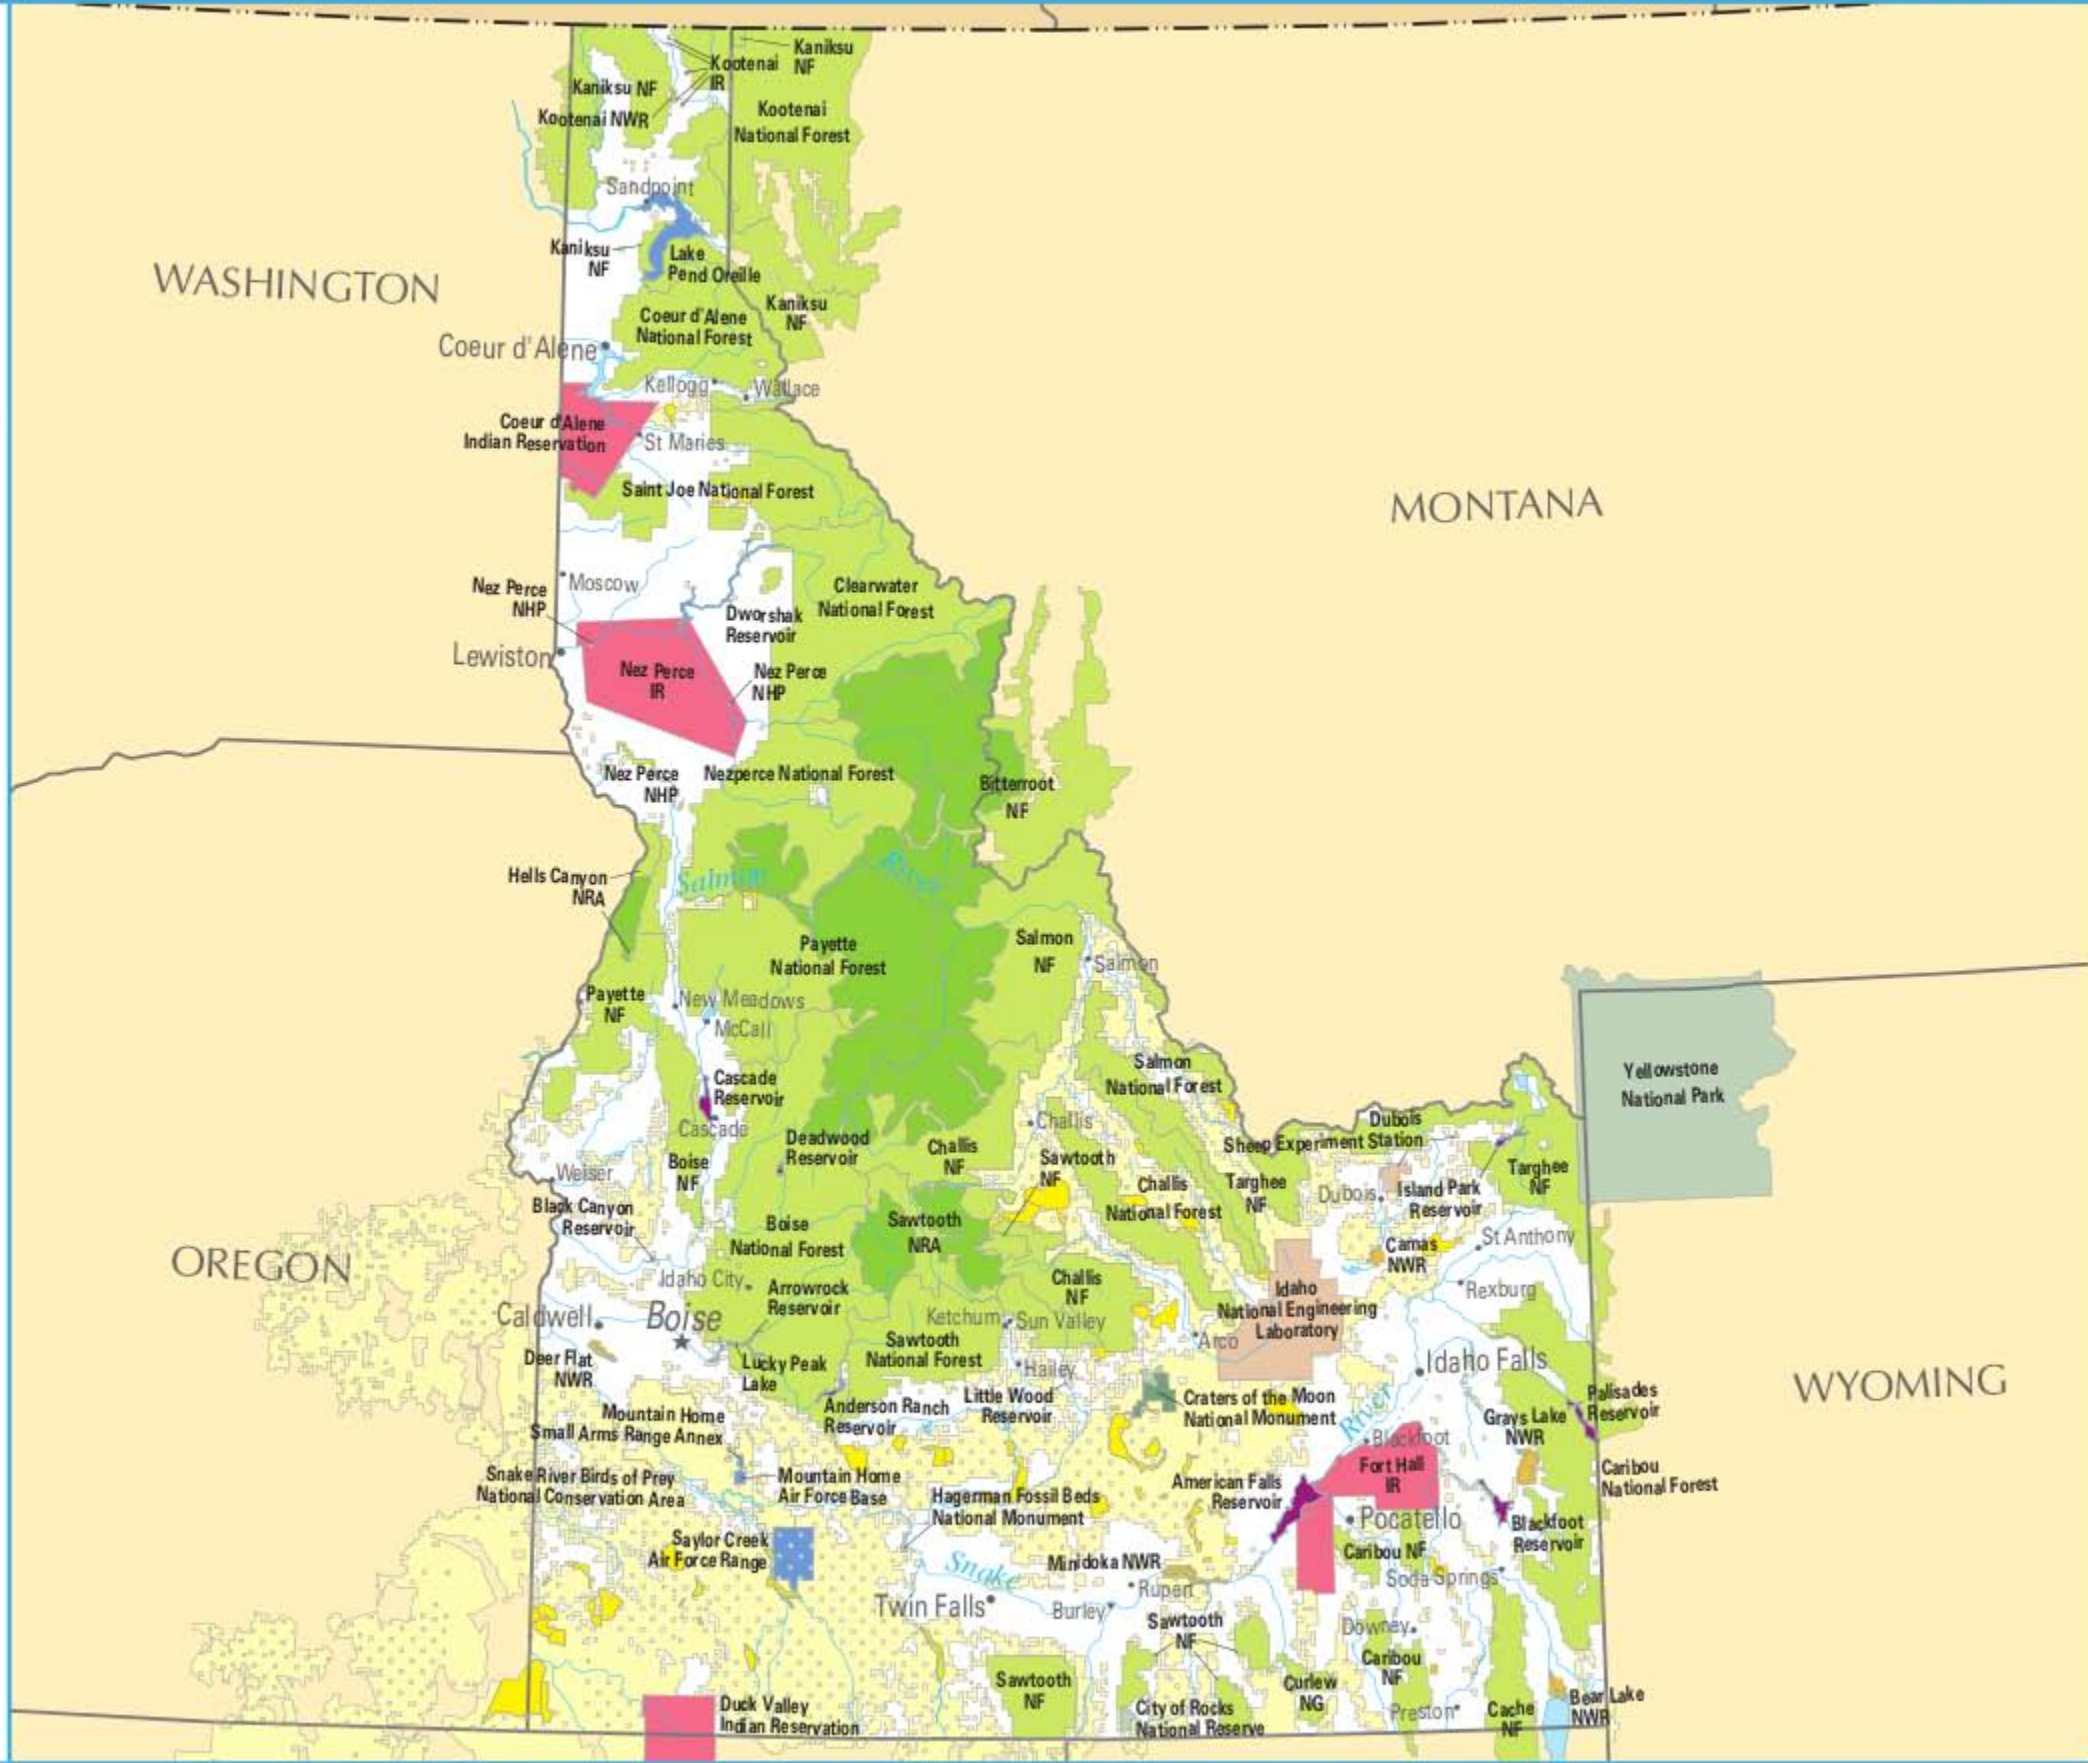 Kaniksu
NF
Kootenai
IR
Kaniksu NF
Kootenai NWR
Kootenai
National Forest
Sandpoint
Kaniksu
NF
Lake
Pend Oreille
WASHINGTON
Kaniksu
NF
Coeur d'Alene
National Forest
Coeur d'Alene
Kellogg
Wallace
Coeur d'Alene
Indian Reservation
St Maries
Saint Joe National Forest
MONTANA
Moscow
Nez Perce
NHP
Clearwater
National Forest
Dworshak
Reservoir
Lewiston
Nez Perce
IR
Nez Perce
NHP
Nez Perce
NHP
Nezperce National Forest
Bitterroot
NF
Hells Canyon
NRA
Salmon
River
Payette
National Forest
Salmon
NF
Salmon
Payette
NF
New Meadows
McCall
Salmon
National Forest
Yellowstone
National Park
Cascade
Reservoir
Cascade
Challis
Dubois
Sheep Experiment Station
Deadwood
Reservoir
Challis
NF
Sawtooth
NF
Boise
NF
Weiser
Challis
National Forest
Targhee
NF
Dubois
Island Park
Reservoir
Targhee
NF
Black Canyon
Reservoir
Boise
National Forest
Sawtooth
NRA
St Anthony
Camas
NWR
OREGON
Idaho City
Arrowrock
Reservoir
Challis
NF
Idaho
National Engineering
Laboratory
Rexburg
Caldwell
Boise
Ketchum
Sun Valley
Arco
Sawtooth
National Forest
Deer Flat
NWR
Lucky Peak
Lake
Hailey
Idaho Falls
WYOMING
Anderson Ranch
Reservoir
Little Wood
Reservoir
Craters of the Moon
National Monument
River
Palisades
Reservoir
Grays Lake
NWR
Mountain Home
Small Arms Range Annex
Blackfoot
Fort Hall
IR
Snake River Birds of Prey
National Conservation Area
Mountain Home
Air Force Base
Hagerman Fossil Beds
National Monument
American Falls
Reservoir
Caribou
National Forest
Pocatello
Blackfoot
Reservoir
Saylor Creek
Air Force Range
Snake
Minidoka NWR
Caribou NF
Soda Springs
Rupert
Twin Falls
Burley
Sawtooth
NF
Downey
Caribou
NF
Sawtooth
NF
Curlew
NG
Duck Valley
Indian Reservation
City of Rocks
National Reserve
Preston
Cache
NF
Bear Lake
NWR